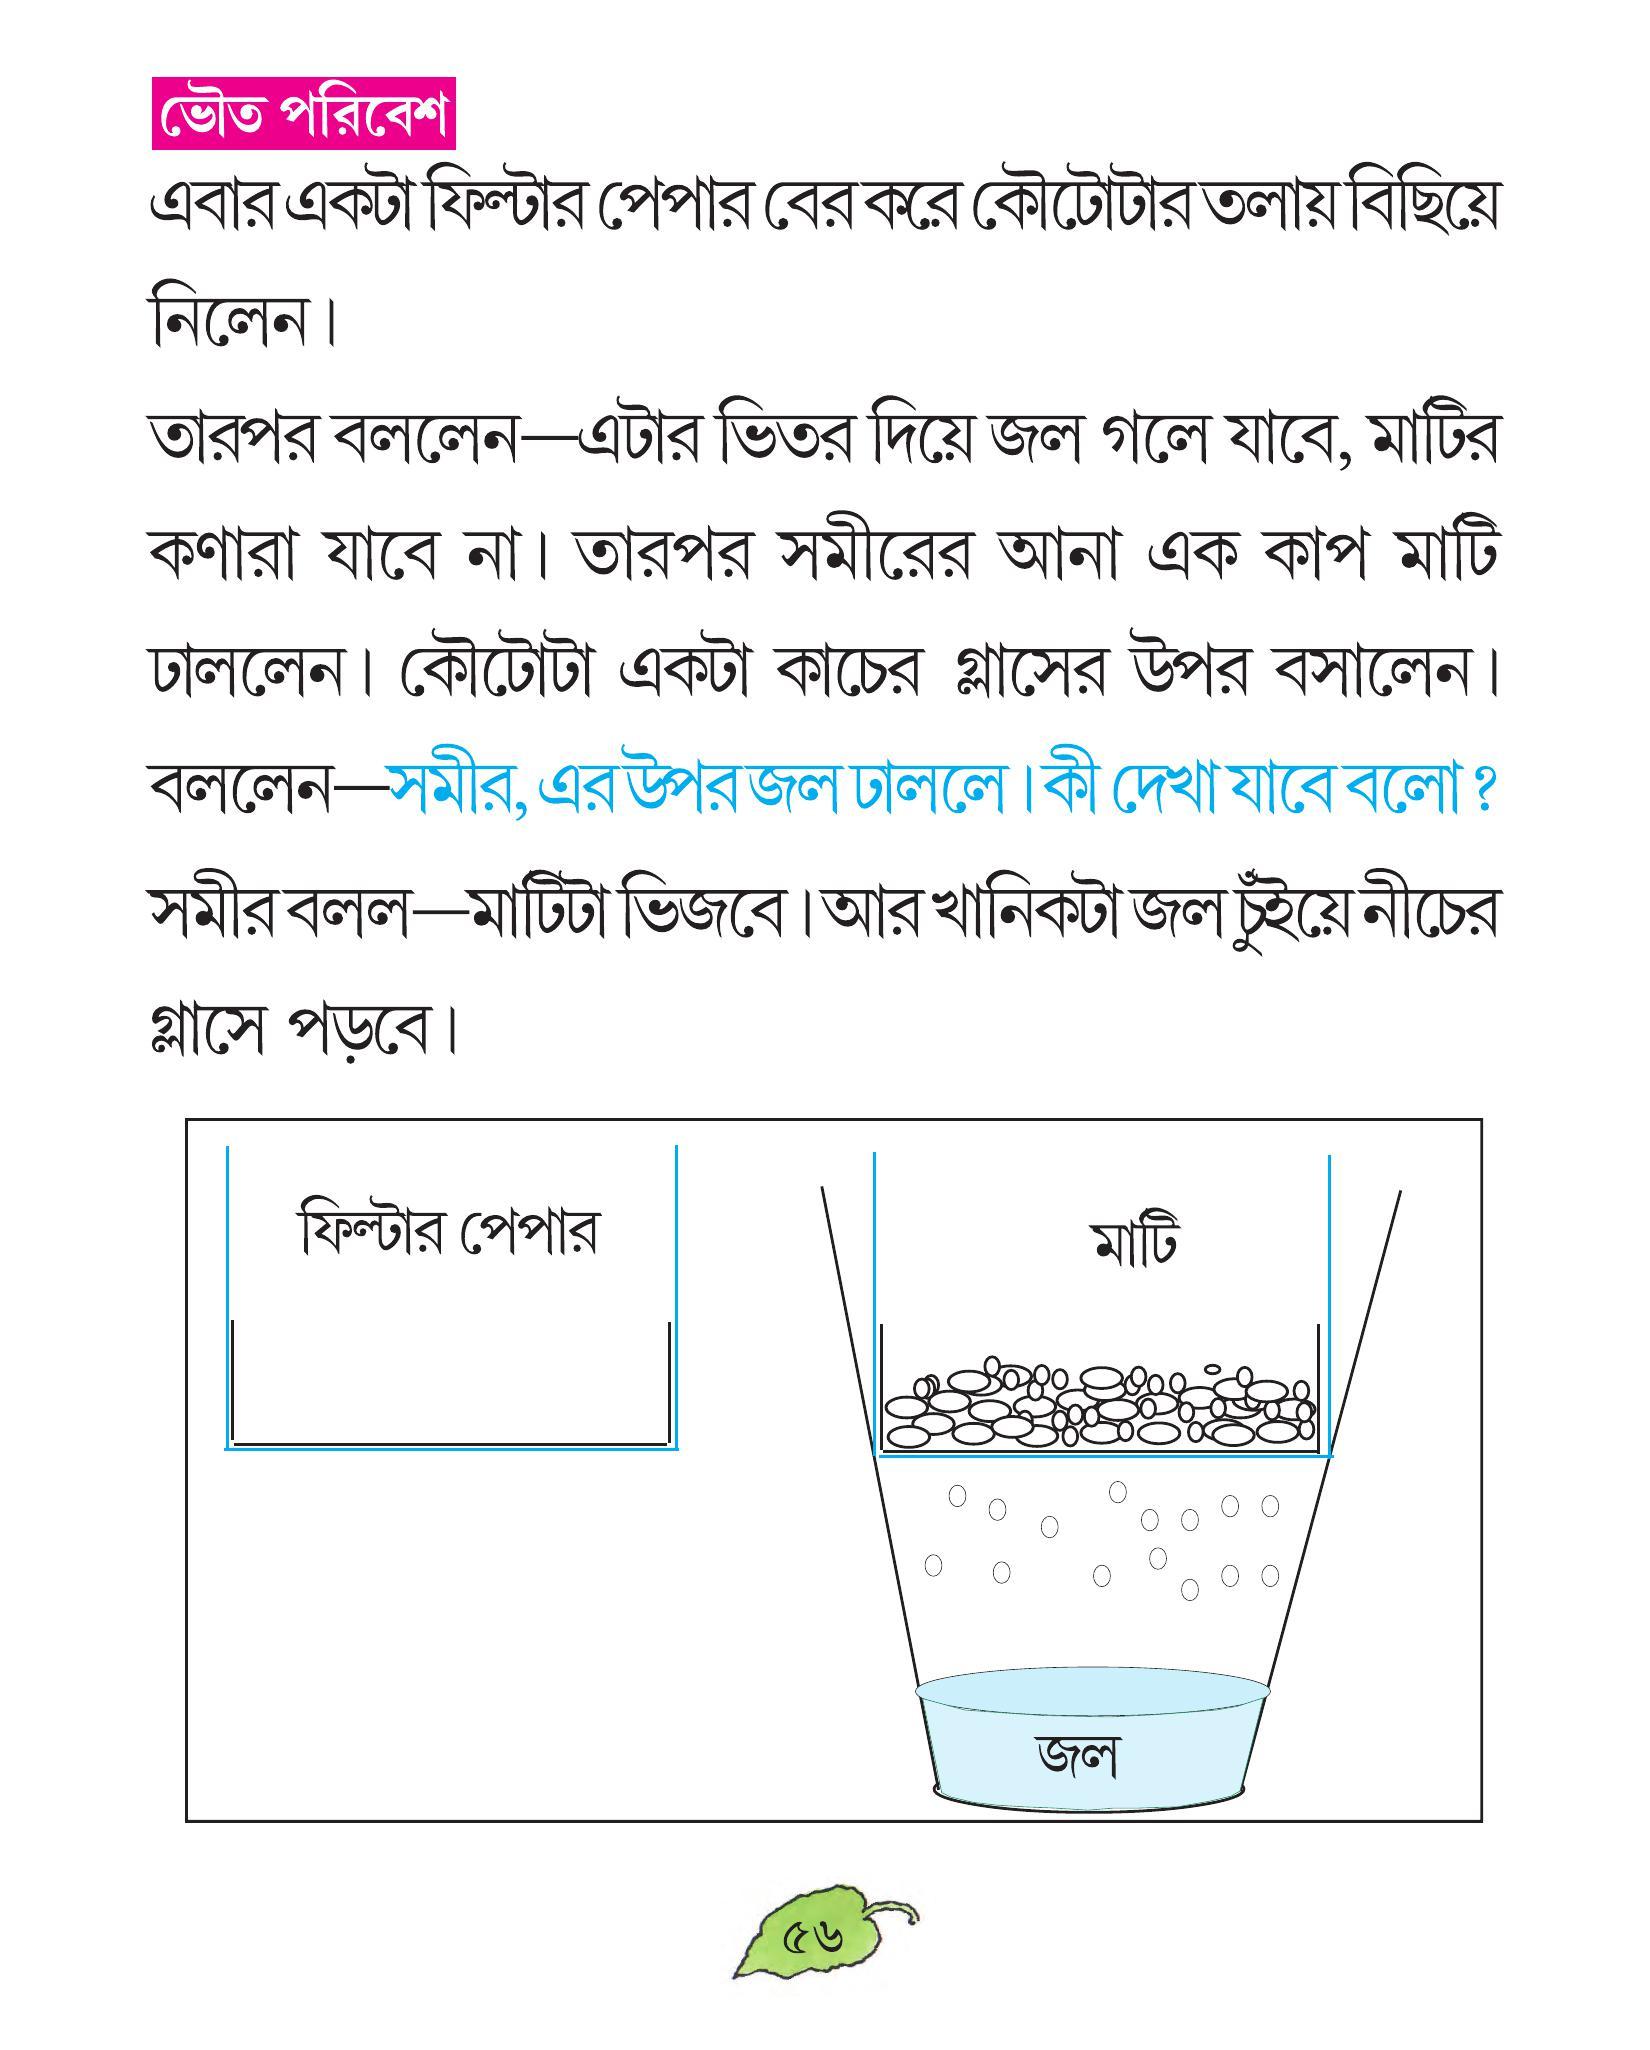 ভৌত পরিবেশ
এবার একটা ফিল্টার পেপার বের করে কৌটোটার তলায় বিছিয়ে
নিলেন।
তারপর বললেন—এটার ভিতর দিয়ে জল গলে যাবে, মাটির
কণারা যাবে না। তারপর সমীরের আনা এক কাপ মাটি
ঢাললেন। কৌটোটা একটা কাচের গ্লাসের উপর বসালেন।
বললেন—সমীর, এর উপর জল ঢাললে। কী দেখা যাবে বলো?
সমীর বলল—মাটিটা ভিজবে। আর খানিকটা জল চুঁইয়ে নীচের
গ্লাসে পড়বে।
ফিল্টার পেপার
মাটি
জল
৫৬